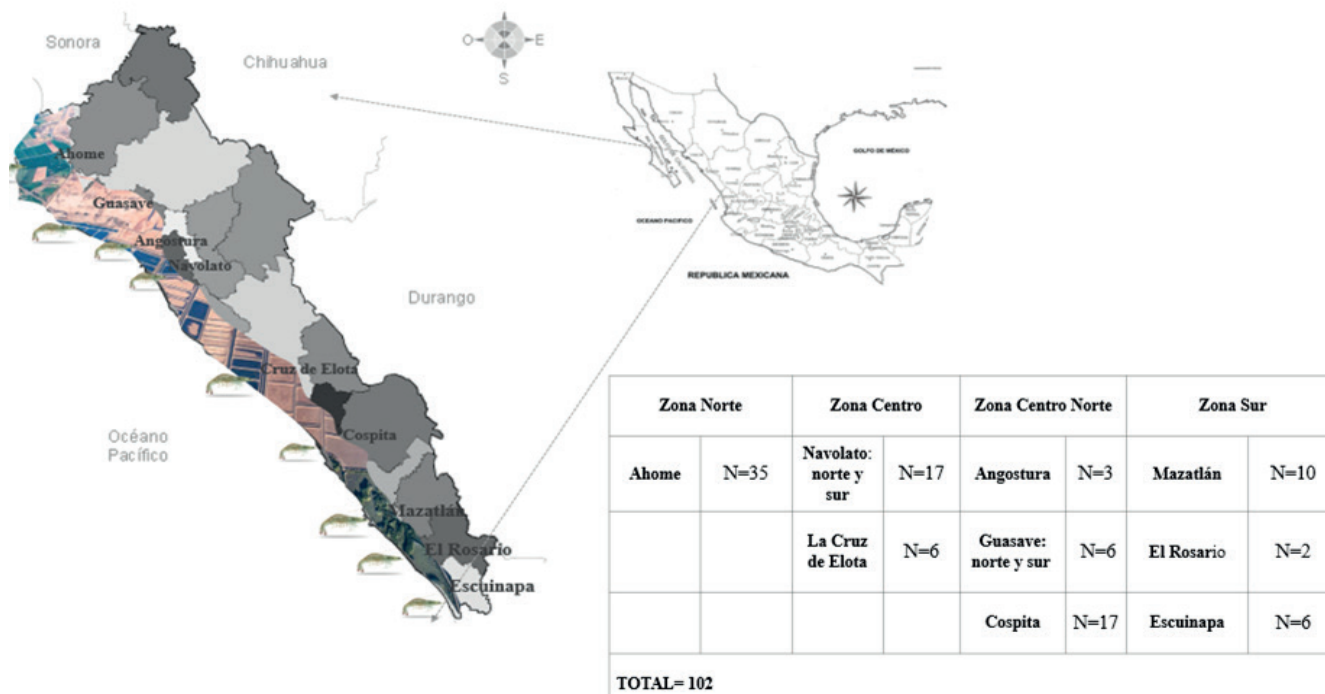 Sonora
Chihuahua
O
E
S
Ahome
Guasave
Angostura
Navolato
Durango
Cruz de Elota
Océano
Pacífico
Cospita
Mazatlán
El Rosario
Escuinapa
GOLFO DE MÉXICO
OCEANO PACIFICO
REPUBLICA MEXICANA
Zona Norte Zona Centro Zona Centro Norte Zona Sur
Ahome N=35 Navolato: norte y sur N=17 Angostura N=3 Mazatlán N=10
La Cruz de Elota N=6 Guasave: norte y sur N=6 El Rosario N=2
Cospita N=17 Escuinapa N=6
TOTAL= 102